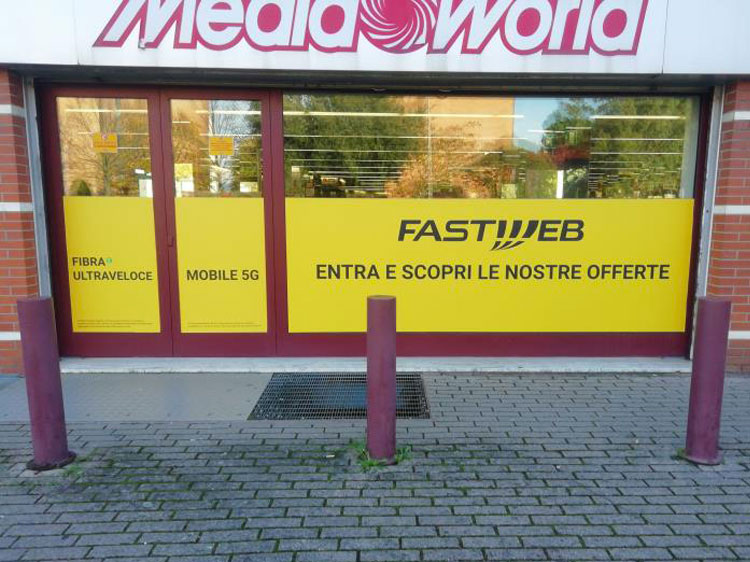 MediaWorld
FASTWEB
ENTRA E SCOPRI LE NOSTRE OFFERTE
FIBRA
ULTRAVELOCE
MOBILE 5G